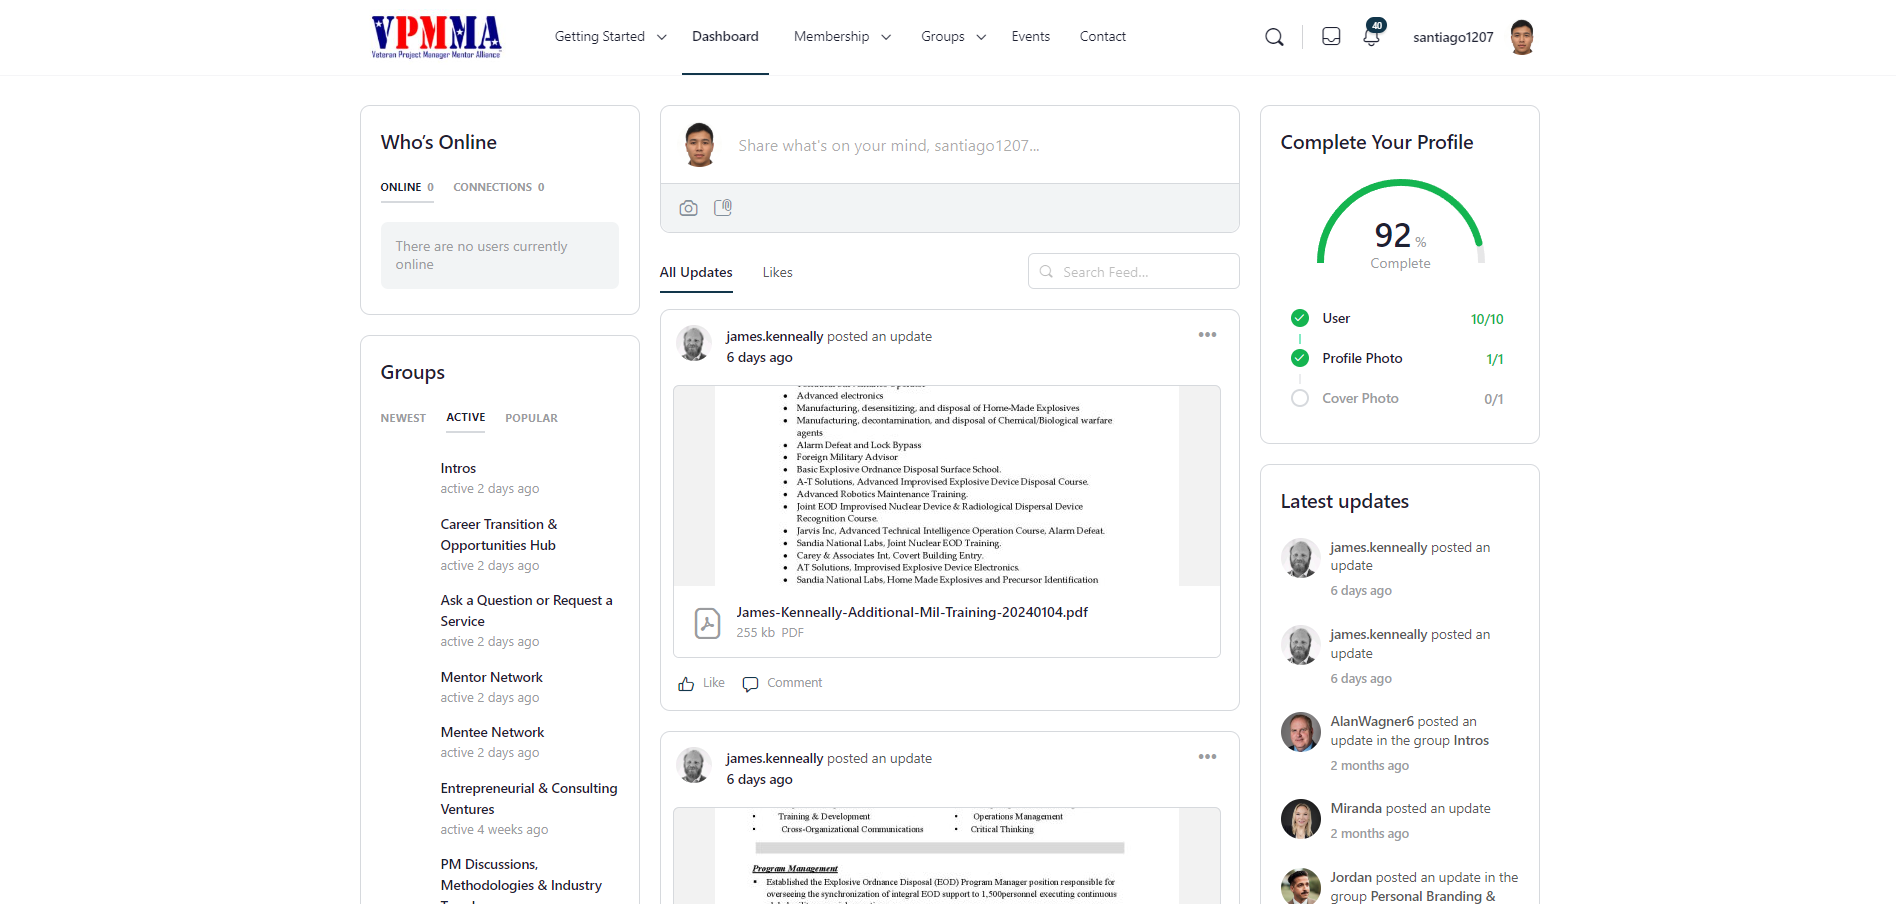 VPMMA
Veteran Project Manager Mentor Alliance
Getting Started
Dashboard
Membership
Groups
Events
Contact
40
santiago1207
Who's Online
ONLINE 0
CONNECTIONS 0
There are no users currently
online
Groups
NEWEST
ACTIVE
POPULAR
Intros
active 2 days ago
Career Transition &
Opportunities Hub
active 2 days ago
Ask a Question or Request a
Service
active 2 days ago
Mentor Network
active 2 days ago
Mentee Network
active 2 days ago
Entrepreneurial & Consulting
Ventures
active 4 weeks ago
PM Discussions,
Methodologies & Industry
Share what's on your mind, santiago1207...
All Updates
Likes
Search Feed...
james.kenneally posted an update
6 days ago
• Advanced electronics
• Manufacturing, desensitizing, and disposal of Home-Made Explosives
• Manufacturing, decontamination, and disposal of Chemical/Biological warfare
agents
• Alarm Defeat and Lock Bypass
• Foreign Military Advisor
• Basic Explosive Ordnance Disposal Surface School.
• A-T Solutions, Advanced Improvised Explosive Device Disposal Course.
• Advanced Robotics Maintenance Training.
• Joint EOD Improvised Nuclear Device & Radiological Dispersal Device
Recognition Course.
• Jarvis Inc, Advanced Technical Intelligence Operation Course, Alarm Defeat.
• Sandia National Labs, Joint Nuclear EOD Training.
• Carey & Associates Int, Covert Building Entry.
• AT Solutions, Improvised Explosive Device Electronics.
• Sandia National Labs, Home Made Explosives and Precursor Identification
James-Kenneally-Additional-Mil-Training-20240104.pdf
255 kb PDF
Like
Comment
james.kenneally posted an update
6 days ago
• Training & Development
• Operations Management
• Cross-Organizational Communications
• Critical Thinking
Program Management
• Established the Explosive Ordnance Disposal (EOD) Program Manager position responsible for
overseeing the synchronization of integral EOD support to 1,500personnel executing continuous
Complete Your Profile
92 %
Complete
User 10/10
Profile Photo 1/1
Cover Photo 0/1
Latest updates
james.kenneally posted an
update
6 days ago
james.kenneally posted an
update
6 days ago
AlanWagner6 posted an
update in the group Intros
2 months ago
Miranda posted an update
2 months ago
Jordan posted an update in the
group Personal Branding &